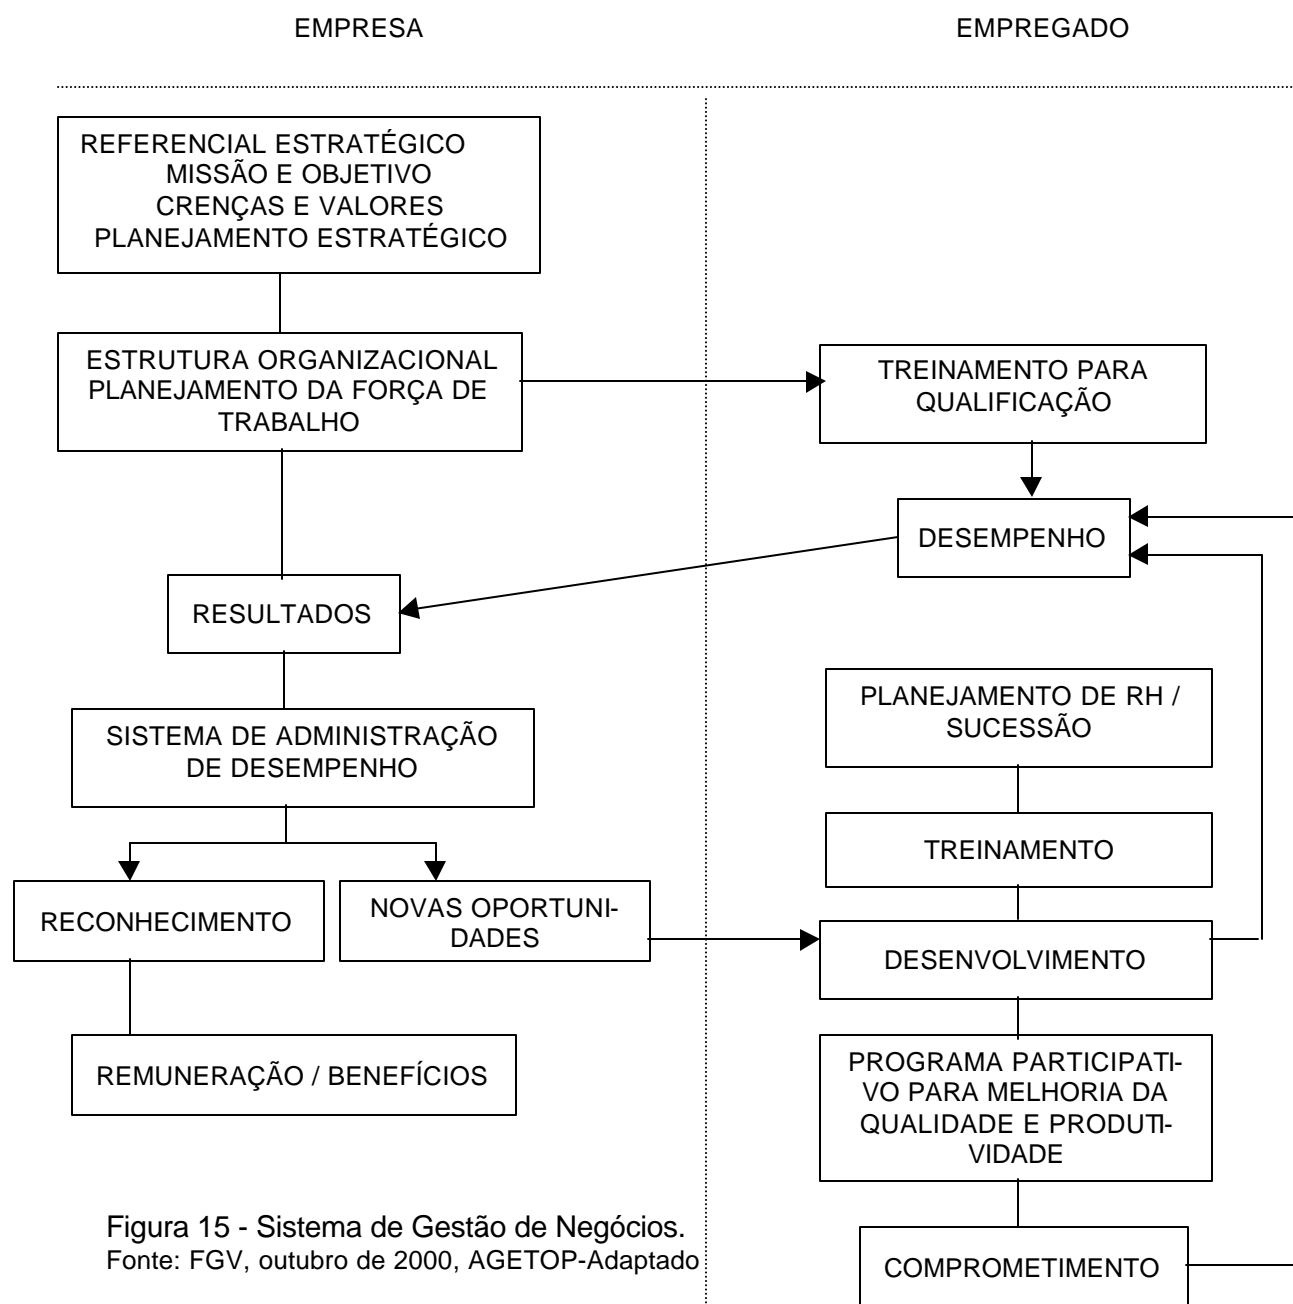 EMPRESA
EMPREGADO
REFERENCIAL ESTRATÉGICO
MISSÃO E OBJETIVO
CRENÇAS E VALORES
PLANEJAMENTO ESTRATÉGICO
ESTRUTURA ORGANIZACIONAL
PLANEJAMENTO DA FORÇA DE
TRABALHO
TREINAMENTO PARA
QUALIFICAÇÃO
DESEMPENHO
RESULTADOS
PLANEJAMENTO DE RH /
SUCESSÃO
SISTEMA DE ADMINISTRAÇÃO
DE DESEMPENHO
TREINAMENTO
RECONHECIMENTO
NOVAS OPORTUNI-
DADES
DESENVOLVIMENTO
REMUNERAÇÃO / BENEFÍCIOS
PROGRAMA PARTICIPATI-
VO PARA MELHORIA DA
QUALIDADE E PRODUTI-
VIDADE
Figura 15 - Sistema de Gestão de Negócios.
Fonte: FGV, outubro de 2000, AGETOP-Adaptado
COMPROMETIMENTO